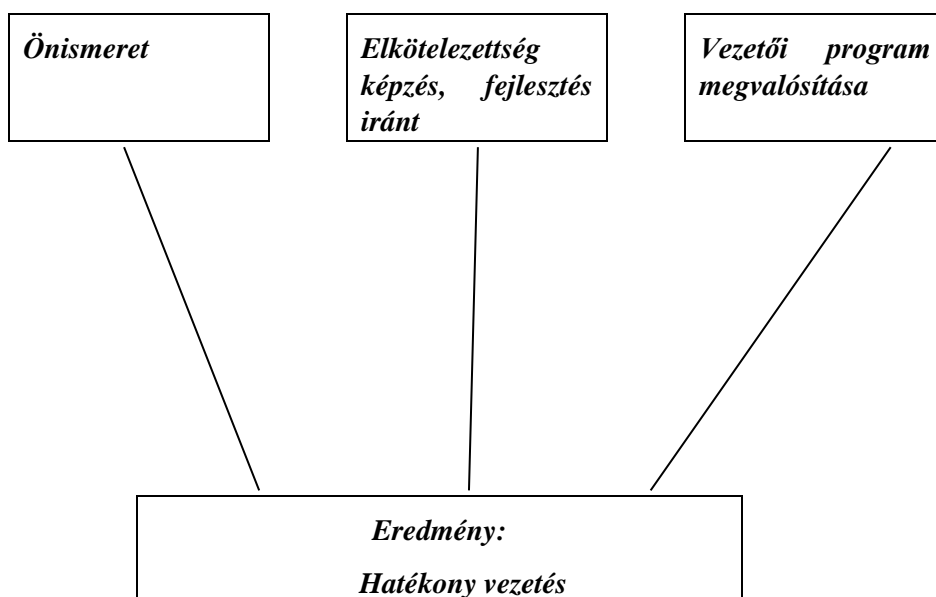 Önismeret
Elkötelezettség
képzés, fejlesztés
iránt
Vezetői program
megvalósítása
Eredmény:
Hatékony vezetés